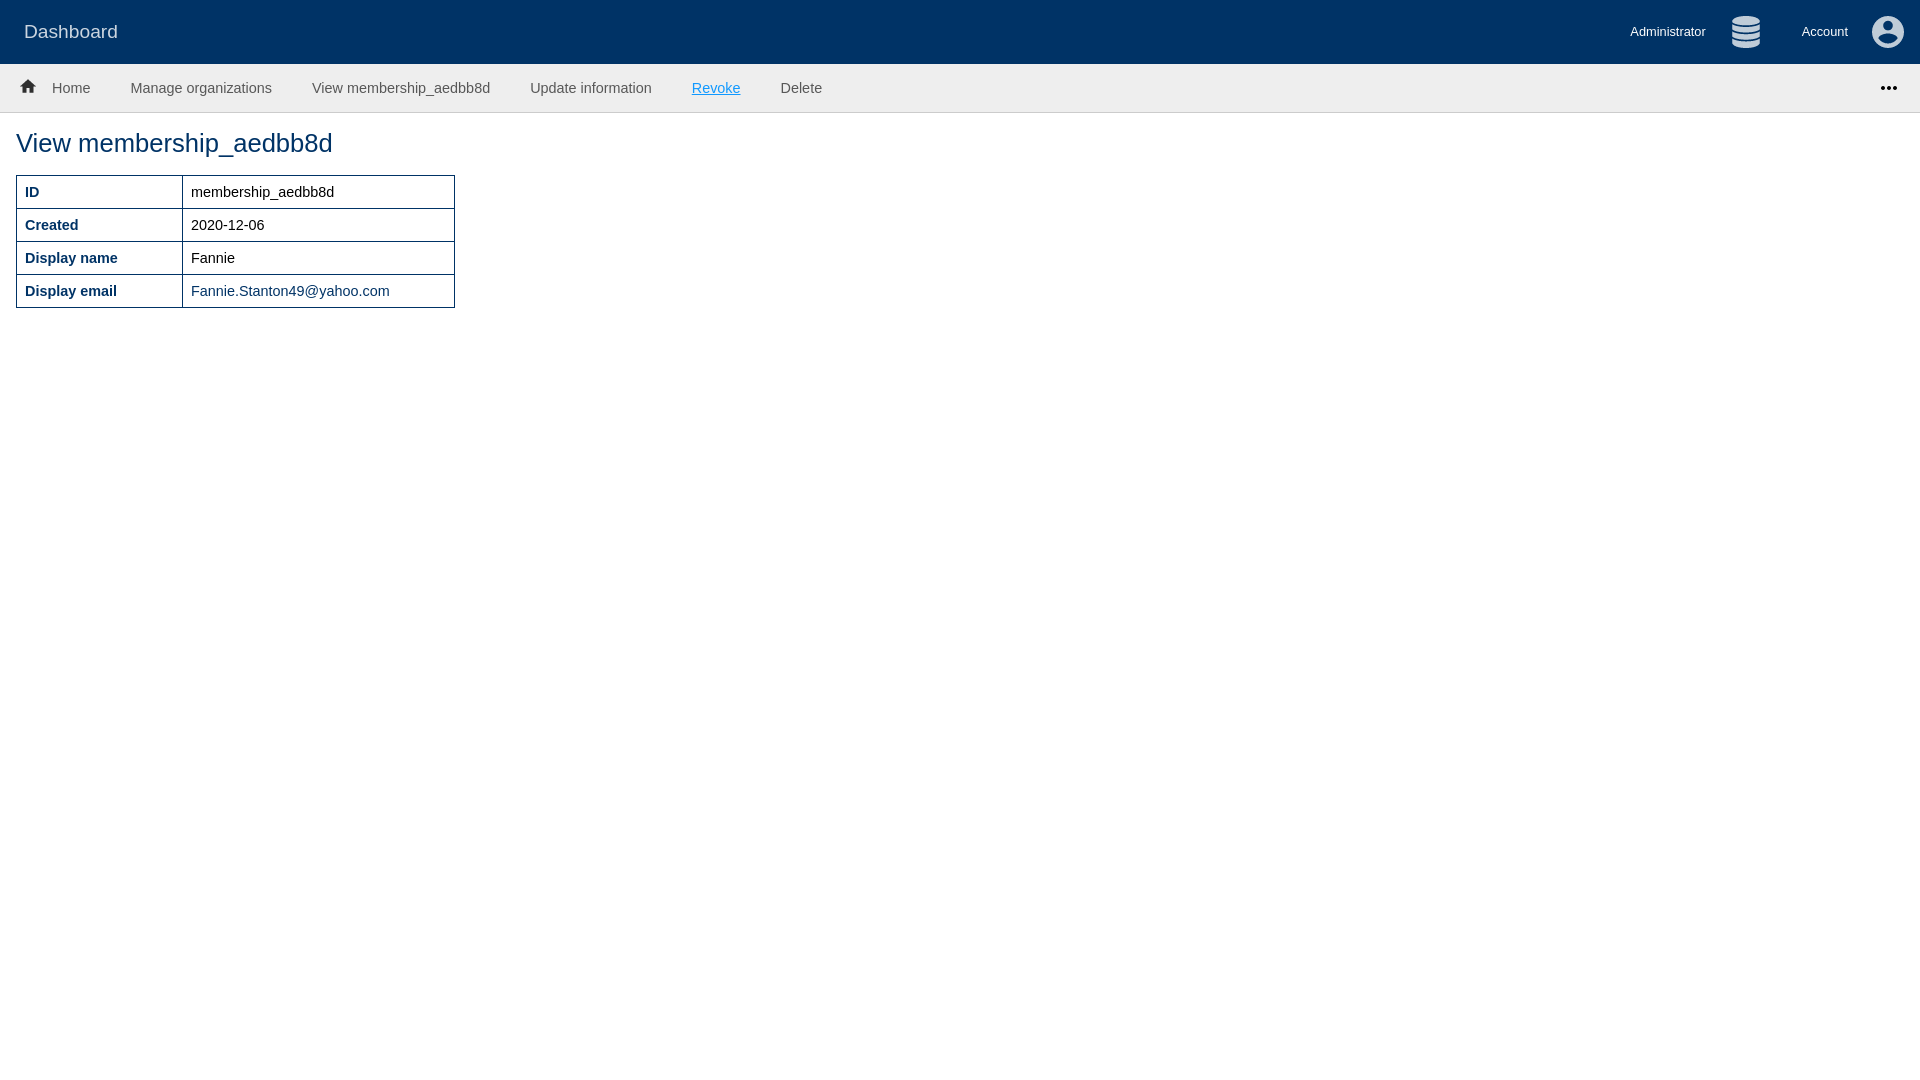 Dashboard
Administrator
Account
Home
Manage organizations
View membership_aedbb8d
Update information
Revoke
Delete
View membership_aedbb8d
ID membership_aedbb8d
Created 2020-12-06
Display name Fannie
Display email Fannie.Stanton49@yahoo.com